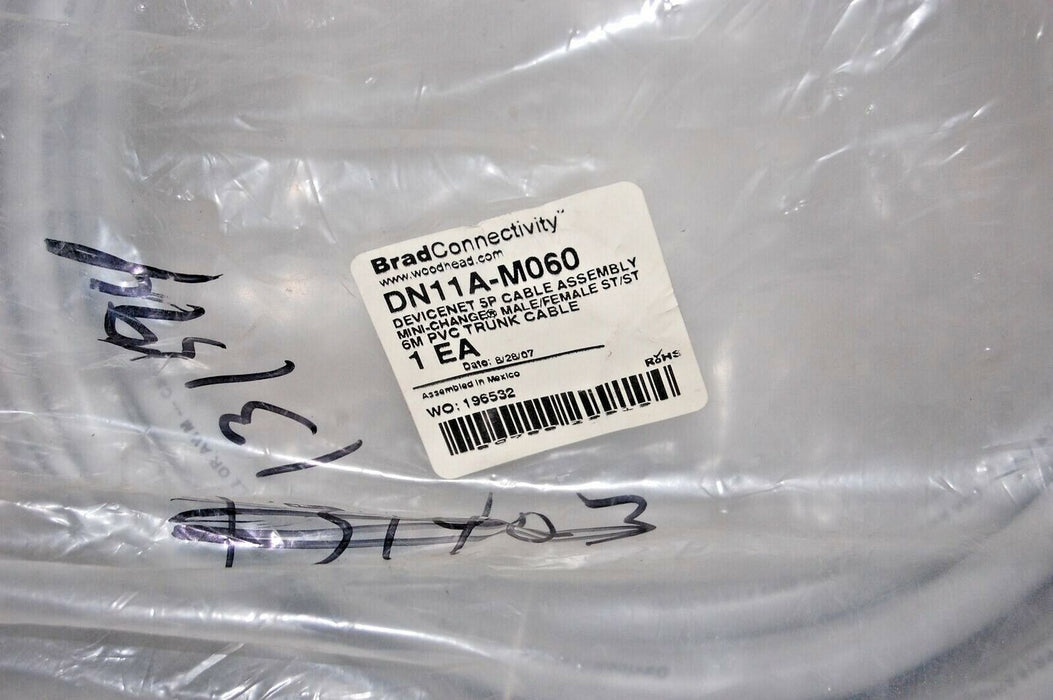 BradConnectivity™
www.woodhead.com
DN11A-M060
DEVICENET 5P CABLE ASSEMBLY
MINI-CHANGE® MALE/FEMALE ST/ST
6M PVC TRUNK CABLE
1 EA
Date: 8/28/07
Assembled in Mexico
RoHS
WO: 196532